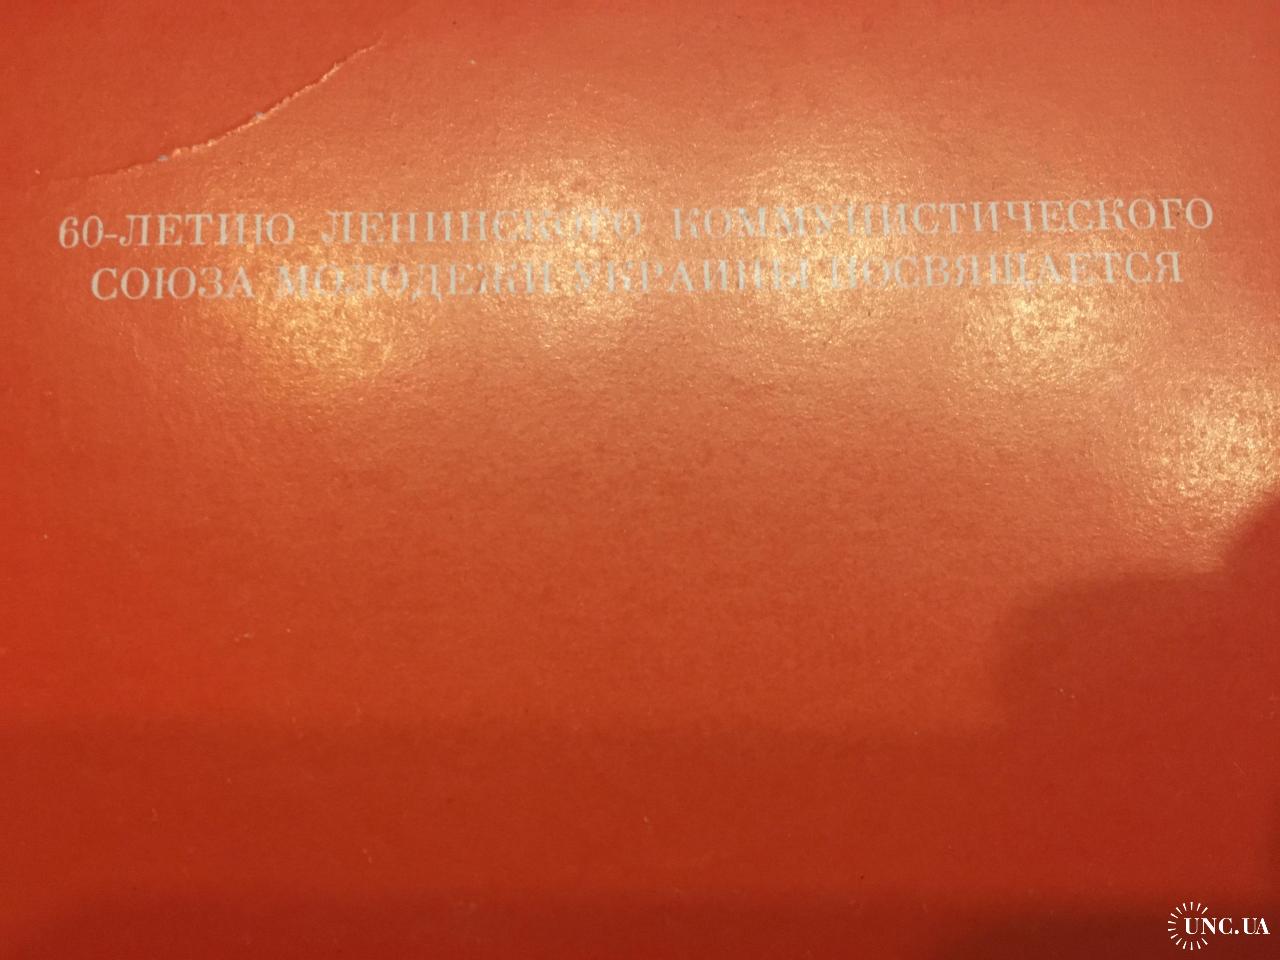 60-ЛЕТИЮ ЛЕНИНСКОГО КОММУНИСТИЧЕСКОГО
СОЮЗА МОЛОДЕЖИ УКРАИНЫ ПОСВЯЩАЕТСЯ
UNC.UA